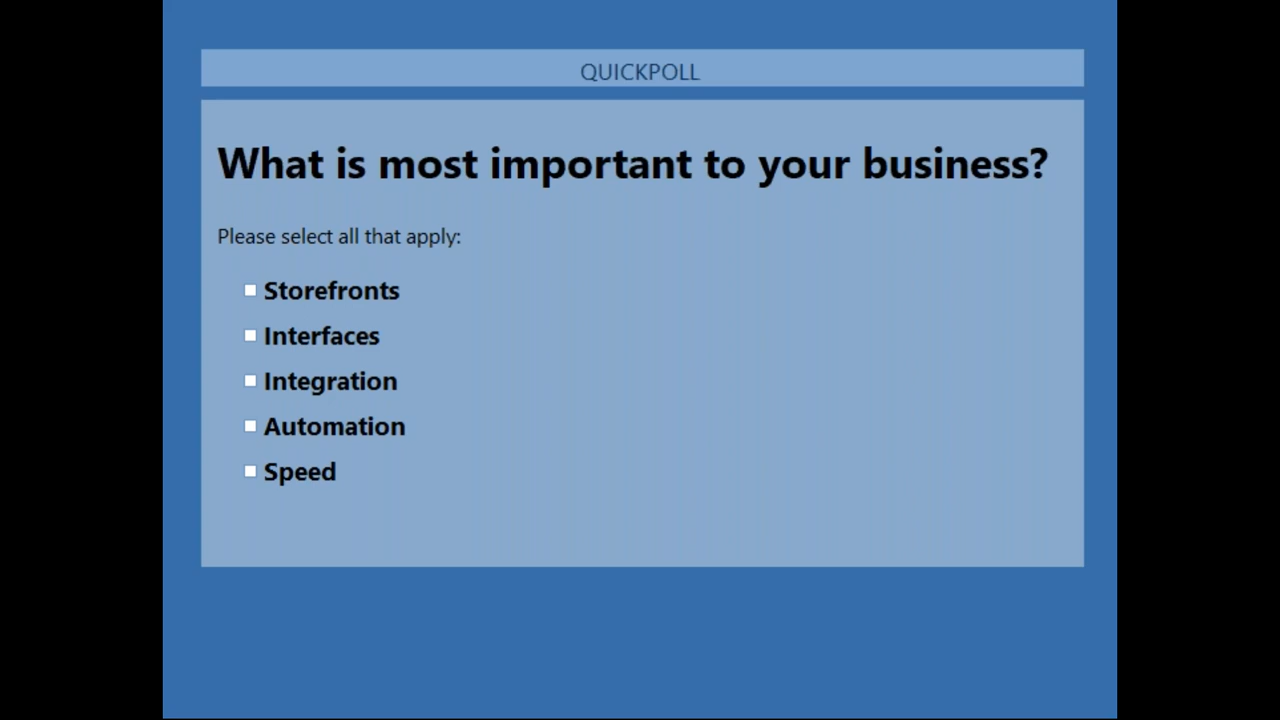 QUICKPOLL
What is most important to your business?
Please select all that apply:
Storefronts
Interfaces
Integration
Automation
Speed